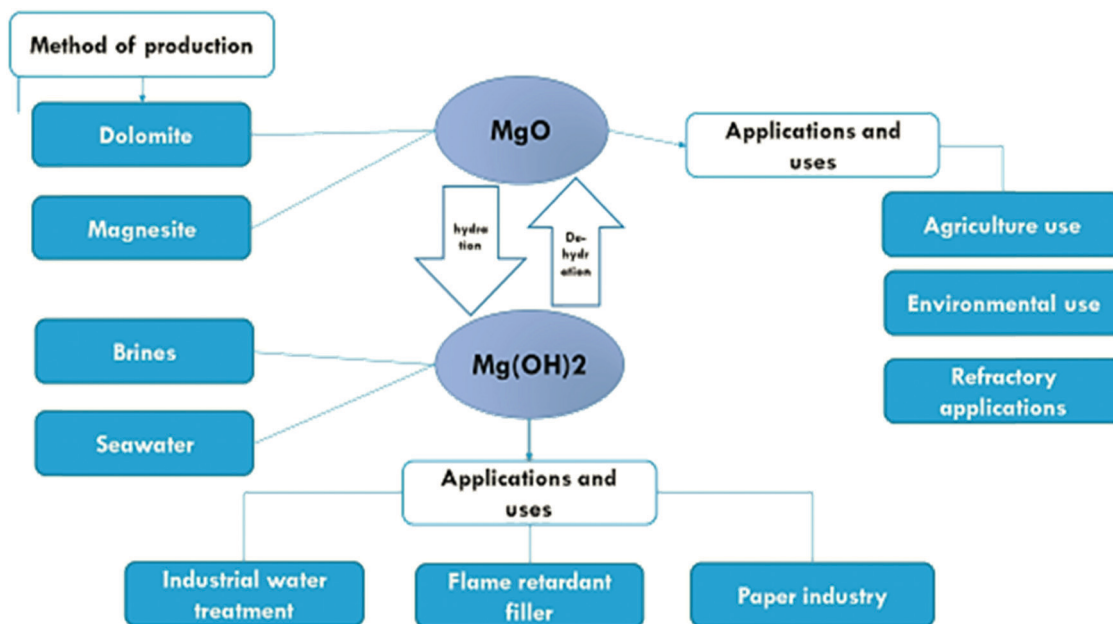 Method of production
Dolomite
MgO
Applications and
uses
Magnesite
hydra
tion
De-
hydr
ation
Agriculture use
Environmental use
Brines
Mg(OH)2
Refractory
applications
Seawater
Applications and
uses
Industrial water
treatment
Flame retardant
filler
Paper industry